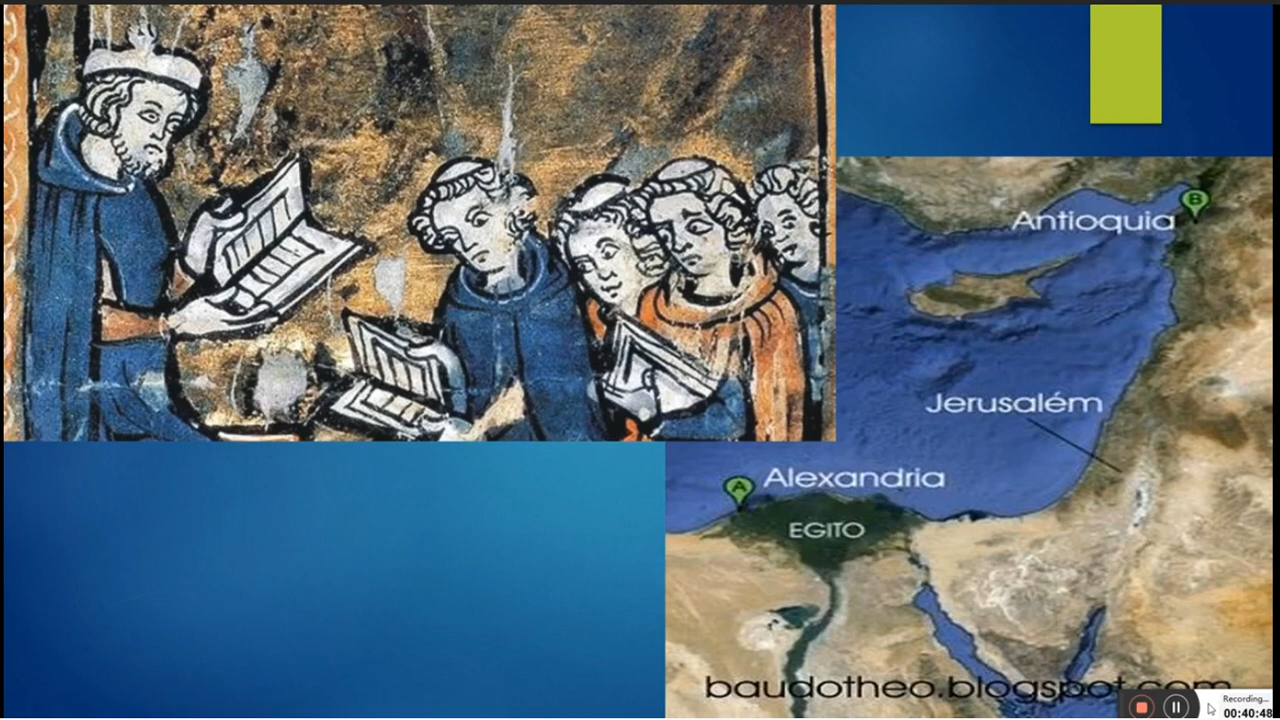 Antioquia
B
Jerusalém
A
Alexandria
EGITO
baudotheo.blogspot.com
Recording...
00:40:48